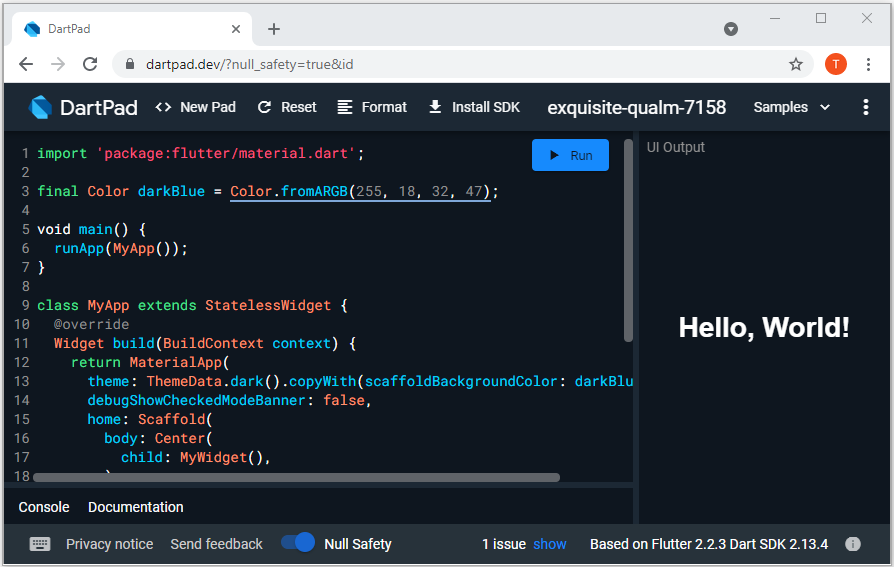 DartPad
dartpad.dev/?null_safety=true&id
T
DartPad <> New Pad Reset Format Install SDK exquisite-qualm-7158 Samples
Run
UI Output
1 import 'package:flutter/material.dart';
2
3 final Color darkBlue = Color.fromARGB(255, 18, 32, 47);
4
5 void main() {
6 runApp(MyApp());
7 }
8
9 class MyApp extends StatelessWidget {
10 @override
11 Widget build(BuildContext context) {
12 return MaterialApp(
13 theme: ThemeData.dark().copyWith(scaffoldBackgroundColor: darkBlu
14 debugShowCheckedModeBanner: false,
15 home: Scaffold(
16 body: Center(
17 child: MyWidget(),
18
Hello, World!
Console Documentation
Privacy notice Send feedback Null Safety 1 issue show Based on Flutter 2.2.3 Dart SDK 2.13.4